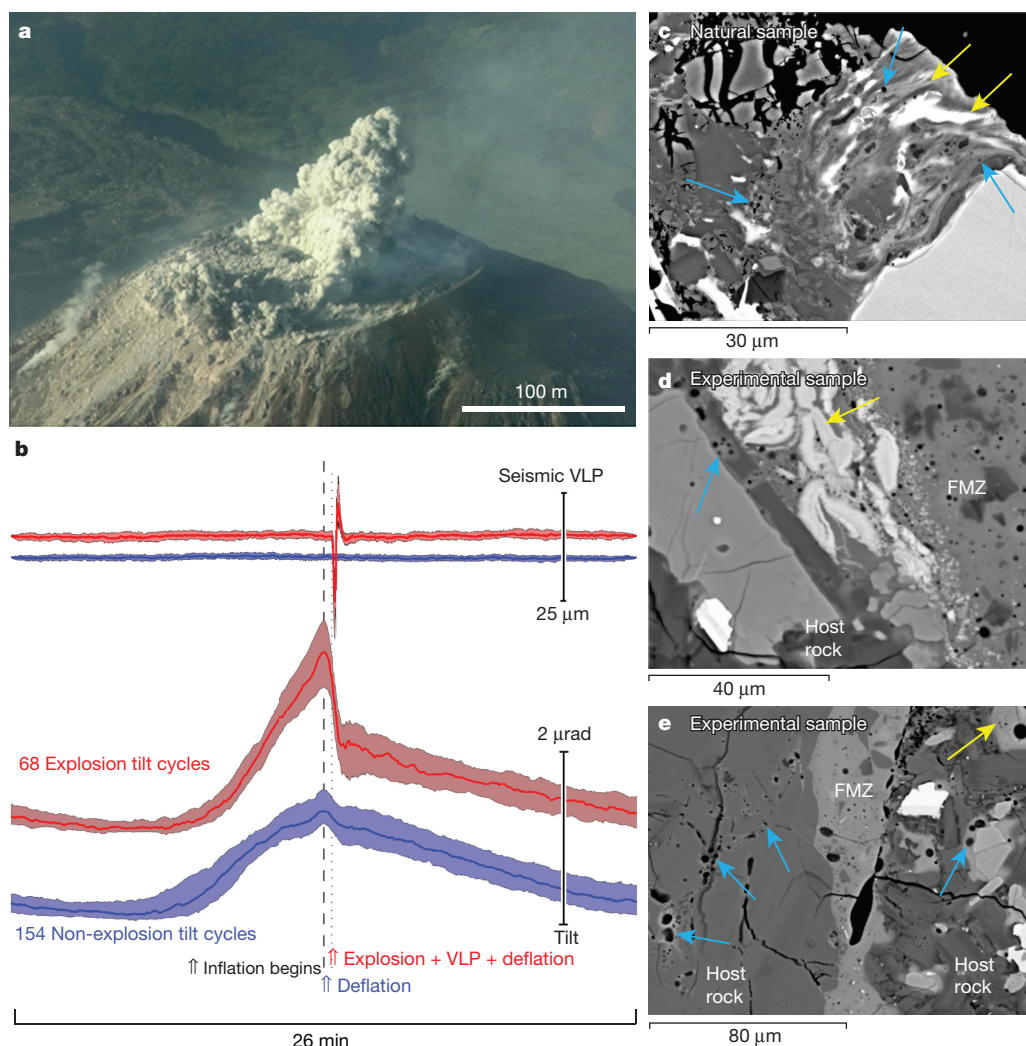 a
100 m
b
Seismic VLP
25 µm
2 µrad
68 Explosion tilt cycles
154 Non-explosion tilt cycles
Tilt
⇑ Inflation begins
⇑ Explosion + VLP + deflation
⇑ Deflation
26 min
c Natural sample
30 µm
d Experimental sample
FMZ
Host
rock
40 µm
e Experimental sample
FMZ
Host
rock
Host
rock
80 µm